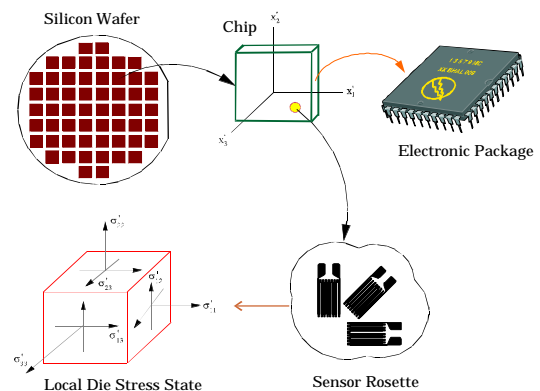 Silicon Wafer
Chip
x'2
x'1
x'3
Electronic Package
σ'22
σ'12
σ'23
σ'11
σ'13
σ'33
Local Die Stress State
Sensor Rosette